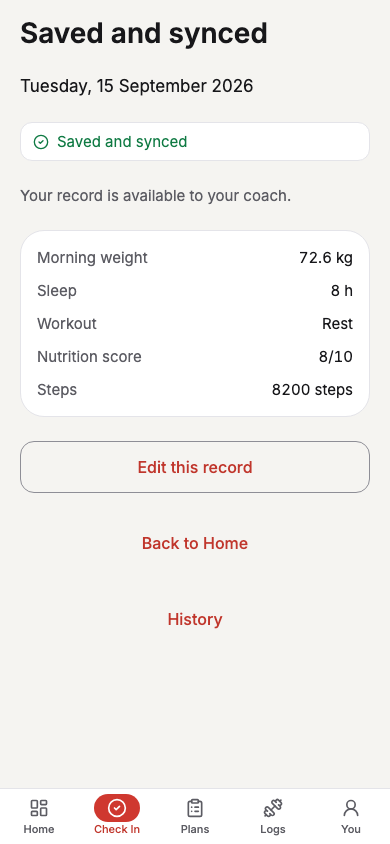 Saved and synced
Tuesday, 15 September 2026
Saved and synced
Your record is available to your coach.
Morning weight 72.6 kg
Sleep 8 h
Workout Rest
Nutrition score 8/10
Steps 8200 steps
Edit this record
Back to Home
History
Home Check In Plans Logs You